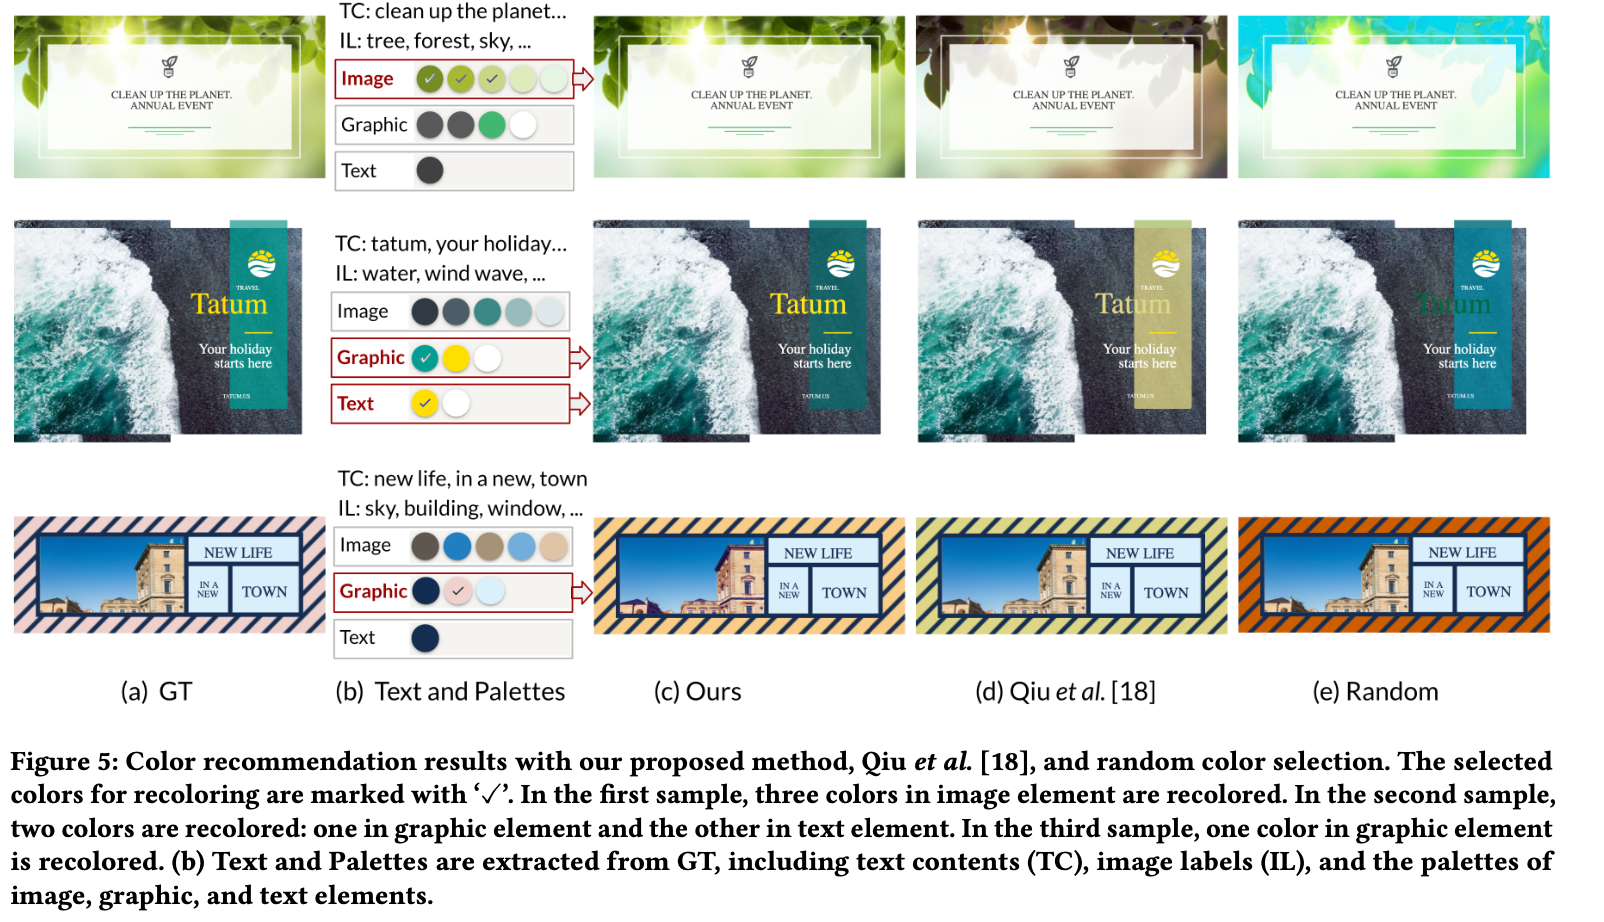 CLEAN UP THE PLANET.
ANNUAL EVENT
TC: clean up the planet...
IL: tree, forest, sky, ...
Image
Graphic
Text
CLEAN UP THE PLANET.
ANNUAL EVENT
CLEAN UP THE PLANET.
ANNUAL EVENT
CLEAN UP THE PLANET.
ANNUAL EVENT
TRAVEL
Tatum
Your holiday
starts here
TATUM.US
TC: tatum, your holiday...
IL: water, wind wave, ...
Image
Graphic
Text
TRAVEL
Tatum
Your holiday
starts here
TATUM.US
TRAVEL
Tatum
Your holiday
starts here
TATUM.US
TRAVEL
Tatum
Your holiday
starts here
TATUM.US
NEW LIFE
IN A
NEW
TOWN
TC: new life, in a new, town
IL: sky, building, window, ...
Image
Graphic
Text
NEW LIFE
IN A
NEW
TOWN
NEW LIFE
IN A
NEW
TOWN
NEW LIFE
IN A
NEW
TOWN
(a) GT
(b) Text and Palettes
(c) Ours
(d) Qiu et al. [18]
(e) Random
Figure 5: Color recommendation results with our proposed method, Qiu et al. [18], and random color selection. The selected
colors for recoloring are marked with ‘✓’. In the first sample, three colors in image element are recolored. In the second sample,
two colors are recolored: one in graphic element and the other in text element. In the third sample, one color in graphic element
is recolored. (b) Text and Palettes are extracted from GT, including text contents (TC), image labels (IL), and the palettes of
image, graphic, and text elements.